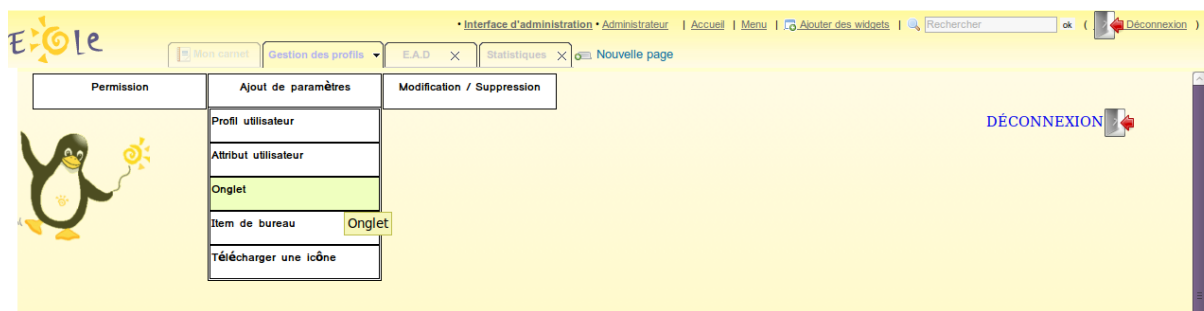 • Interface d'administration • Administrateur | Accueil | Menu | Ajouter des widgets | Rechercher ok ( Déconnexion )
Eole
Mon carnet Gestion des profils E.A.D Statistiques Nouvelle page
Permission Ajout de paramètres Modification / Suppression
Profil utilisateur
DÉCONNEXION
Attribut utilisateur
Onglet
Item de bureau
Onglet
Télécharger une icône